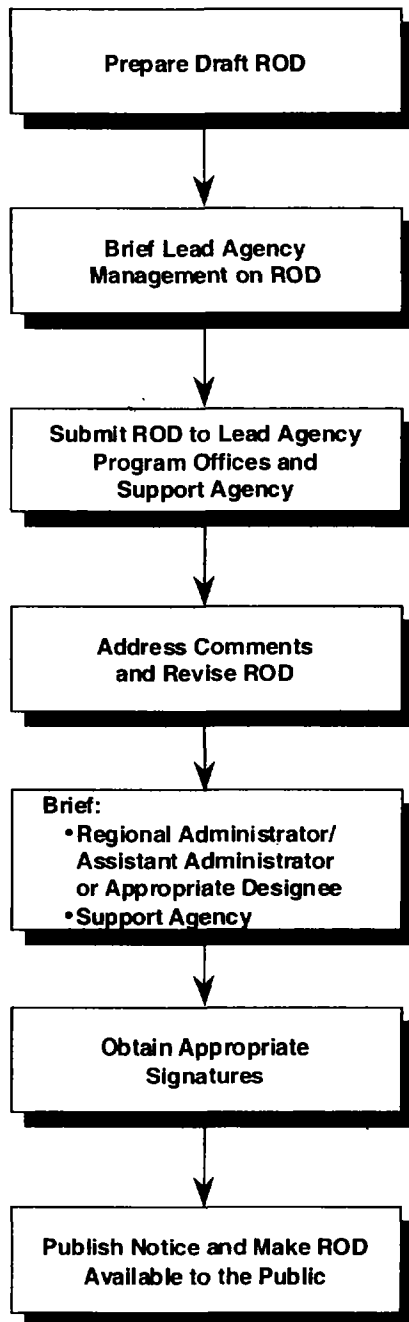 Prepare Draft ROD
Brief Lead Agency
Management on ROD
Submit ROD to Lead Agency
Program Offices and
Support Agency
Address Comments
and Revise ROD
Brief:
•Regional Administrator/
Assistant Administrator
or Appropriate Designee
•Support Agency
Obtain Appropriate
Signatures
Publish Notice and Make ROD
Available to the Public